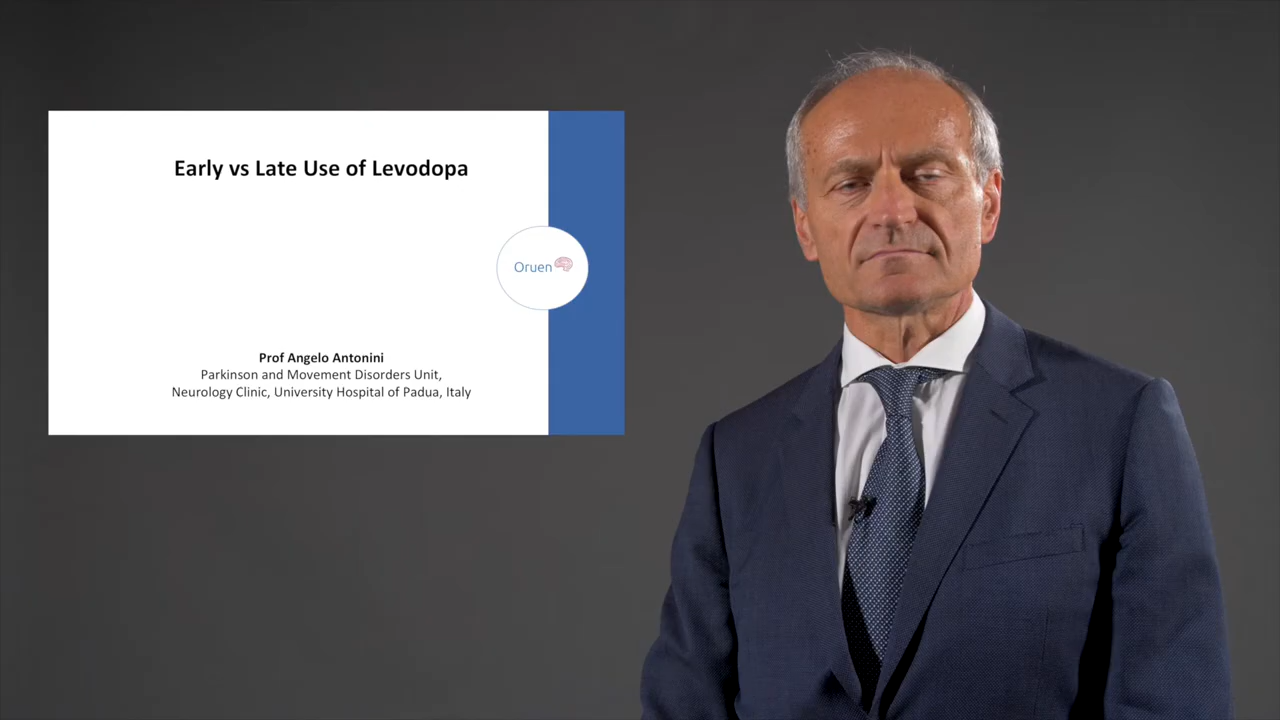 Early vs Late Use of Levodopa
Oruen
Prof Angelo Antonini
Parkinson and Movement Disorders Unit,
Neurology Clinic, University Hospital of Padua, Italy